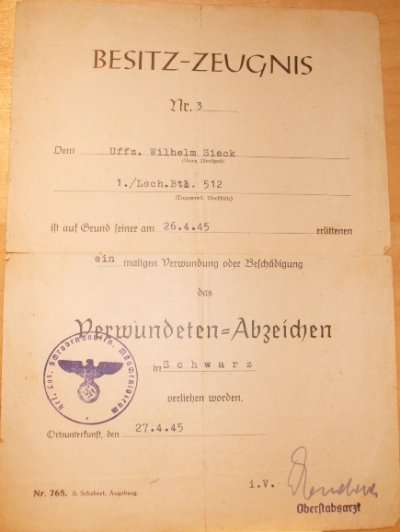 BESITZ-ZEUGNIS
Nr. 3
Dem Uffz. Wilhelm Sieck
(Name, Dienstgrad)
1./Lsch.Btl. 512
(Truppenteil, Dienststelle)
ist auf Grund seiner am 26.4.45 erlittenen
ein maligen Verwundung oder Beschädigung
das
Verwundeten=Abzeichen
in Schwarz
verliehen worden.
Ortsunterkunft, den 27.4.45
i.V.
Oberstabsarzt
Nr. 765. B. Schubert, Augsburg.